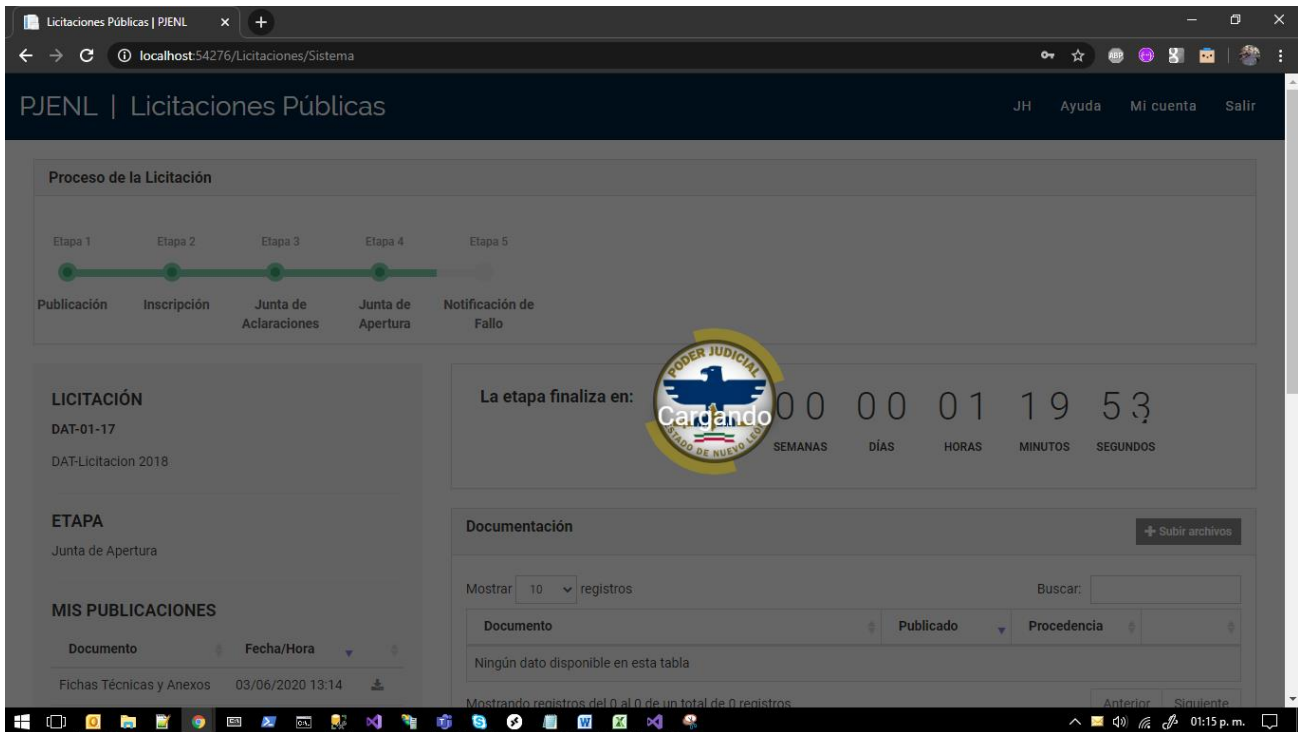 Licitaciones Públicas | PJENL
localhost:54276/Licitaciones/Sistema
ABP
PJENL | Licitaciones Públicas
JH Ayuda Mi cuenta Salir
Proceso de la Licitación
Etapa 1 Etapa 2 Etapa 3 Etapa 4 Etapa 5
Publicación Inscripción Junta de Junta de Notificación de
Aclaraciones Apertura Fallo
PODER JUDICIAL
Cargando
ESTADO DE NUEVO LEÓN
La etapa finaliza en: 00 00 01 19 53
SEMANAS DÍAS HORAS MINUTOS SEGUNDOS
LICITACIÓN
DAT-01-17
DAT-Licitacion 2018
ETAPA
Junta de Apertura
MIS PUBLICACIONES
Documento Fecha/Hora
Fichas Técnicas y Anexos 03/06/2020 13:14
Documentación
+ Subir archivos
Mostrar 10 registros Buscar:
Documento Publicado Procedencia
Ningún dato disponible en esta tabla
Mostrando registros del 0 al 0 de un total de 0 registros
Anterior Siguiente
01:15 p. m.